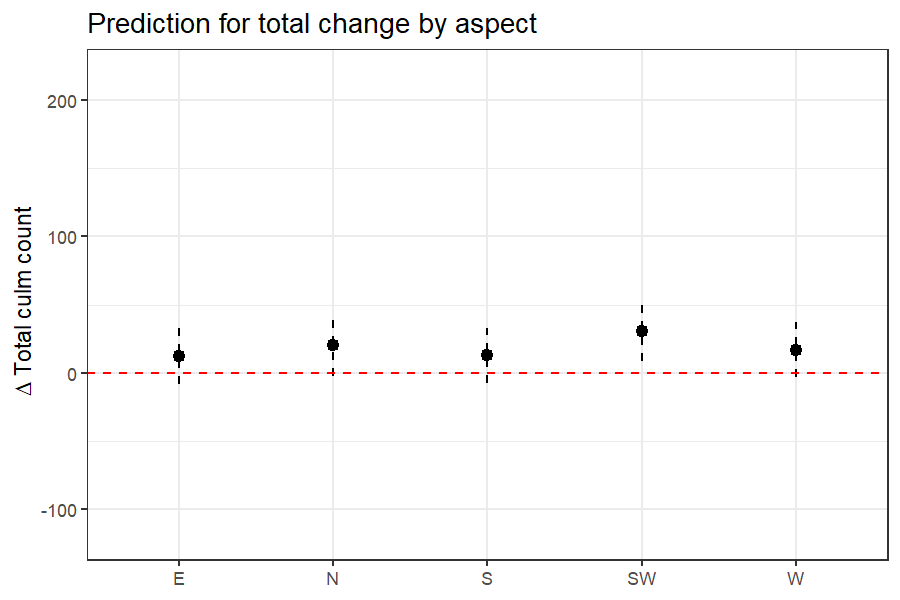 Prediction for total change by aspect
Δ Total culm count
200
100
0
-100
E N S SW W